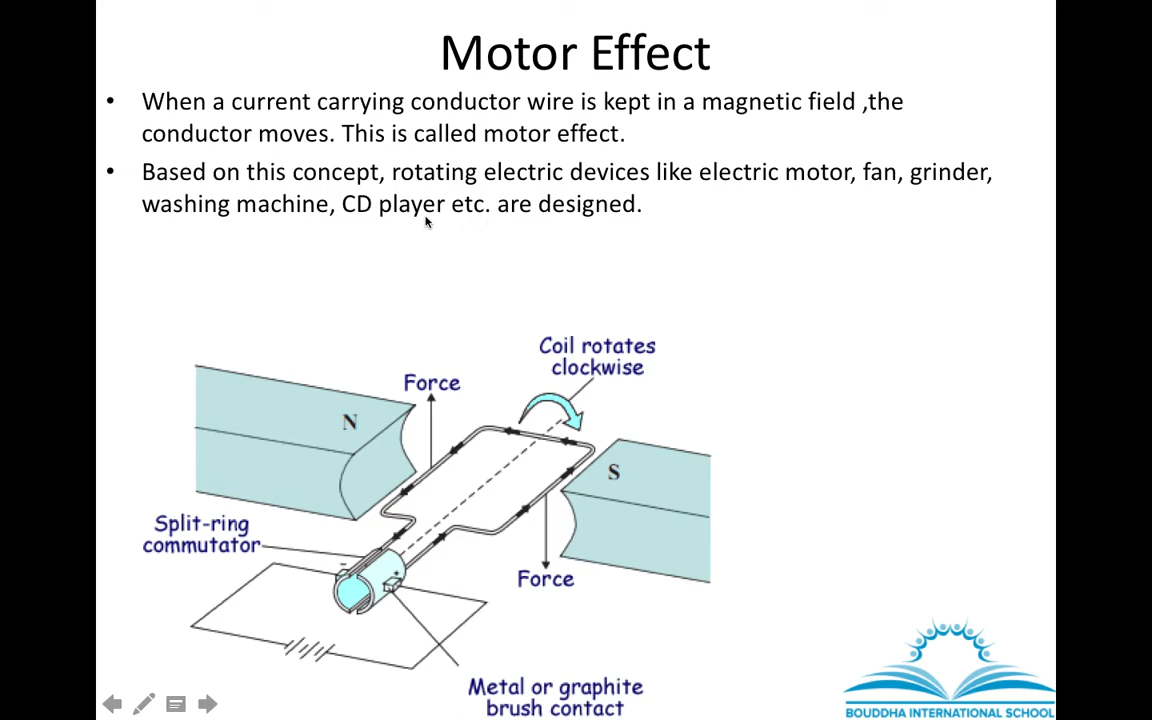 Motor Effect
• When a current carrying conductor wire is kept in a magnetic field ,the
conductor moves. This is called motor effect.
• Based on this concept, rotating electric devices like electric motor, fan, grinder,
washing machine, CD player etc. are designed.
Coil rotates
clockwise
Force
N
S
Split-ring
commutator
-
+
Force
Metal or graphite
brush contact
BOUDDHA INTERNATIONAL SCHOOL